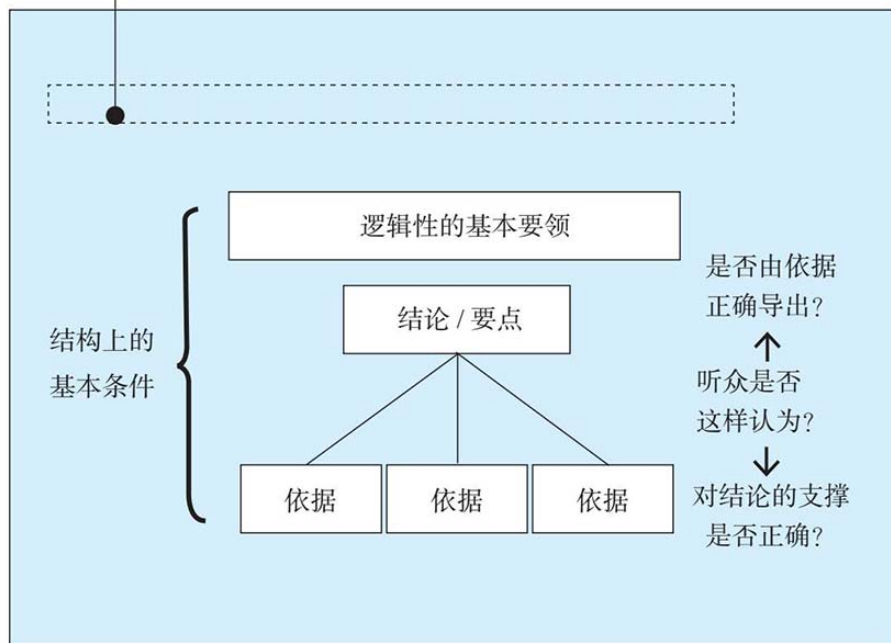 逻辑性的基本要领
结论 / 要点
结构上的
基本条件
依据
依据
依据
是否由依据
正确导出?
↑
听众是否
这样认为?
↓
对结论的支撑
是否正确?